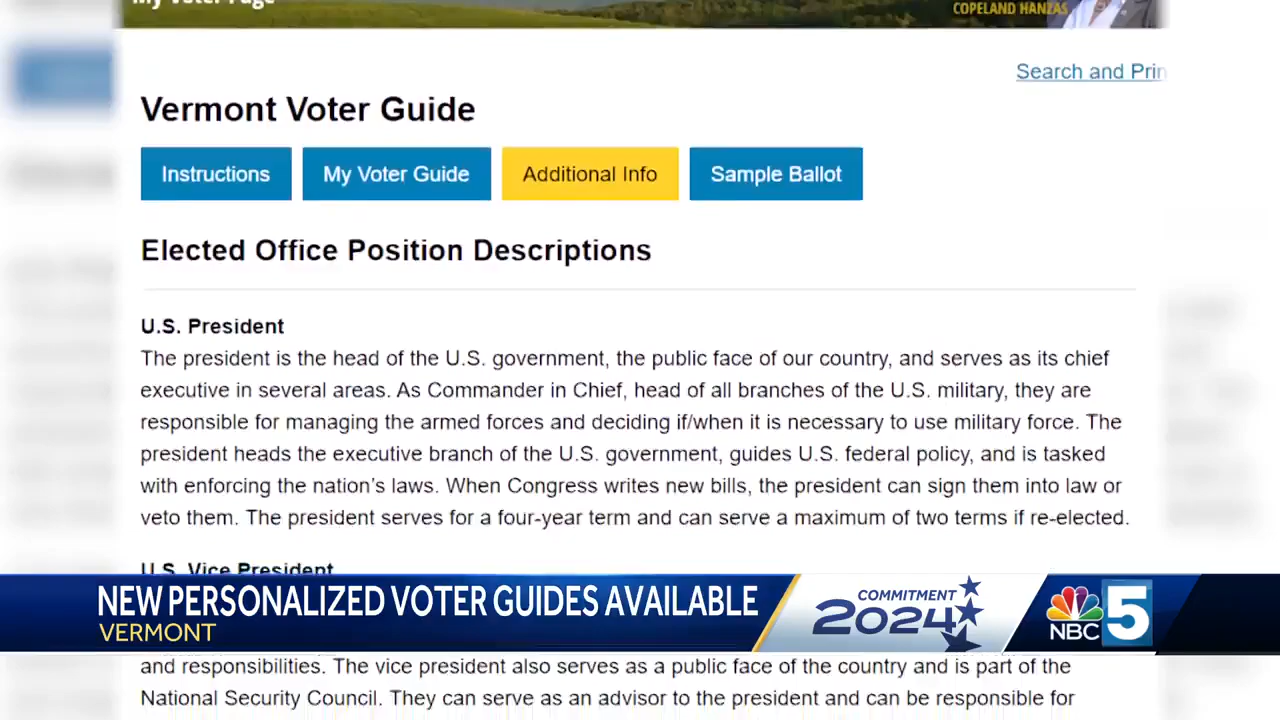 My Voter Page
COPELAND HANZAS
Search and Prin
Vermont Voter Guide
Instructions
My Voter Guide
Additional Info
Sample Ballot
Elected Office Position Descriptions
U.S. President
The president is the head of the U.S. government, the public face of our country, and serves as its chief
executive in several areas. As Commander in Chief, head of all branches of the U.S. military, they are
responsible for managing the armed forces and deciding if/when it is necessary to use military force. The
president heads the executive branch of the U.S. government, guides U.S. federal policy, and is tasked
with enforcing the nation’s laws. When Congress writes new bills, the president can sign them into law or
veto them. The president serves for a four-year term and can serve a maximum of two terms if re-elected.
U.S. Vice President
NEW PERSONALIZED VOTER GUIDES AVAILABLE
VERMONT
COMMITMENT
2024
NBC 5
and responsibilities. The vice president also serves as a public face of the country and is part of the
National Security Council. They can serve as an advisor to the president and can be responsible for